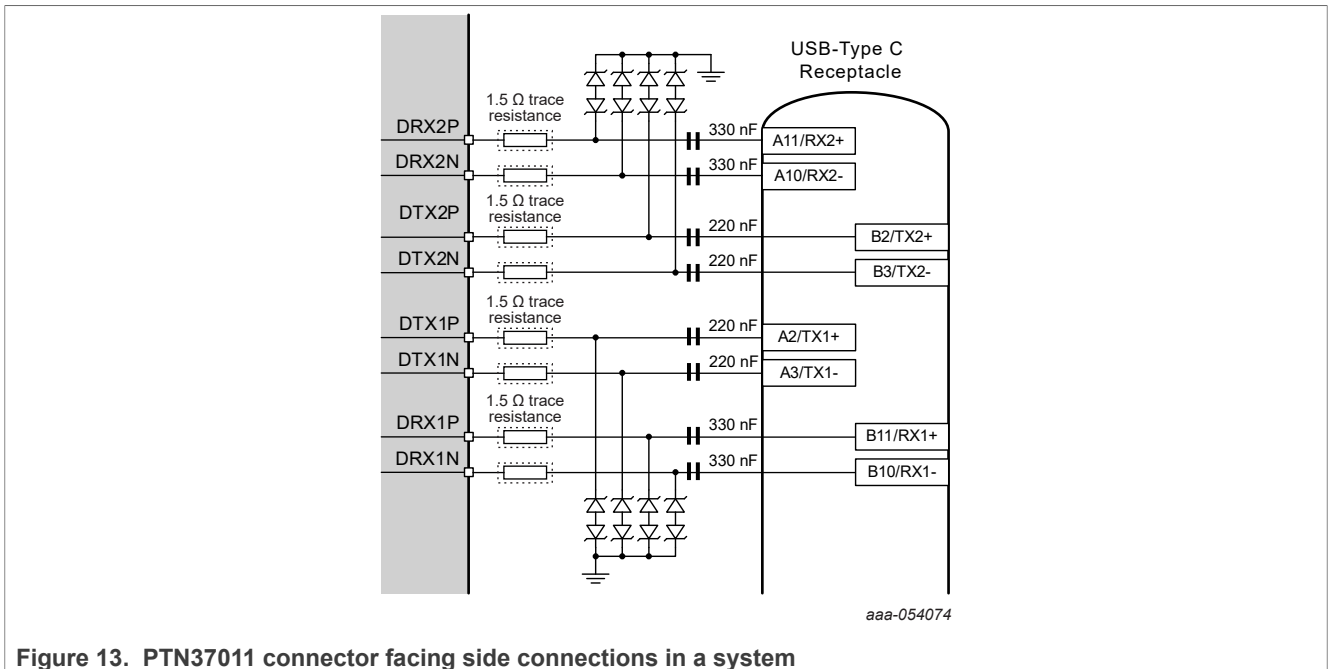 USB-Type C
Receptacle
1.5 Ω trace
resistance
DRX2P
330 nF
A11/RX2+
DRX2N
330 nF
A10/RX2-
1.5 Ω trace
resistance
DTX2P
220 nF
B2/TX2+
DTX2N
220 nF
B3/TX2-
1.5 Ω trace
resistance
DTX1P
220 nF
A2/TX1+
DTX1N
220 nF
A3/TX1-
1.5 Ω trace
resistance
DRX1P
330 nF
B11/RX1+
DRX1N
330 nF
B10/RX1-
aaa-054074
Figure 13. PTN37011 connector facing side connections in a system